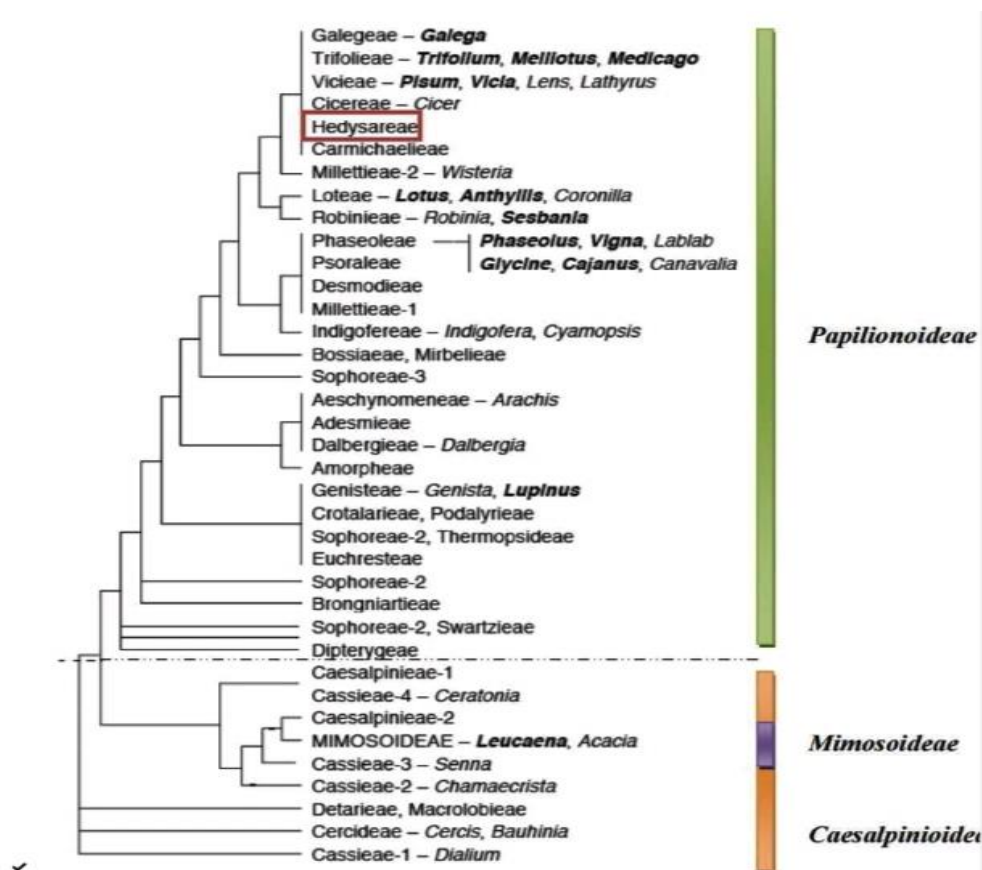 Galegeae – Galega
Trifolieae – Trifolium, Melilotus, Medicago
Vicieae – Pisum, Vicia, Lens, Lathyrus
Cicereae – Cicer
Hedysareae
Carmichaelieae
Millettieae-2 – Wisteria
Loteae – Lotus, Anthyllis, Coronilla
Robinieae – Robinia, Sesbania
Phaseoleae Phaseolus, Vigna, Lablab
Psoraleae Glycine, Cajanus, Canavalia
Desmodieae
Millettieae-1
Indigofereae – Indigofera, Cyamopsis
Papilionoideae
Bossiaeeae, Mirbelieae
Sophoreae-3
Aeschynomeneae – Arachis
Adesmieae
Dalbergieae – Dalbergia
Amorpheae
Genisteae – Genista, Lupinus
Crotalarieae, Podalyrieae
Sophoreae-2, Thermopsideae
Euchresteae
Sophoreae-2
Brongniartieae
Sophoreae-2, Swartzieae
Dipterygeae
Caesalpinieae-1
Cassieae-4 – Ceratonia
Caesalpinieae-2
MIMOSOIDEAE – Leucaena, Acacia
Mimosoideae
Cassieae-3 – Senna
Cassieae-2 – Chamaecrista
Detarieae, Macrolobieae
Cercideae – Cercis, Bauhinia
Caesalpinioidea
Cassieae-1 – Dialium